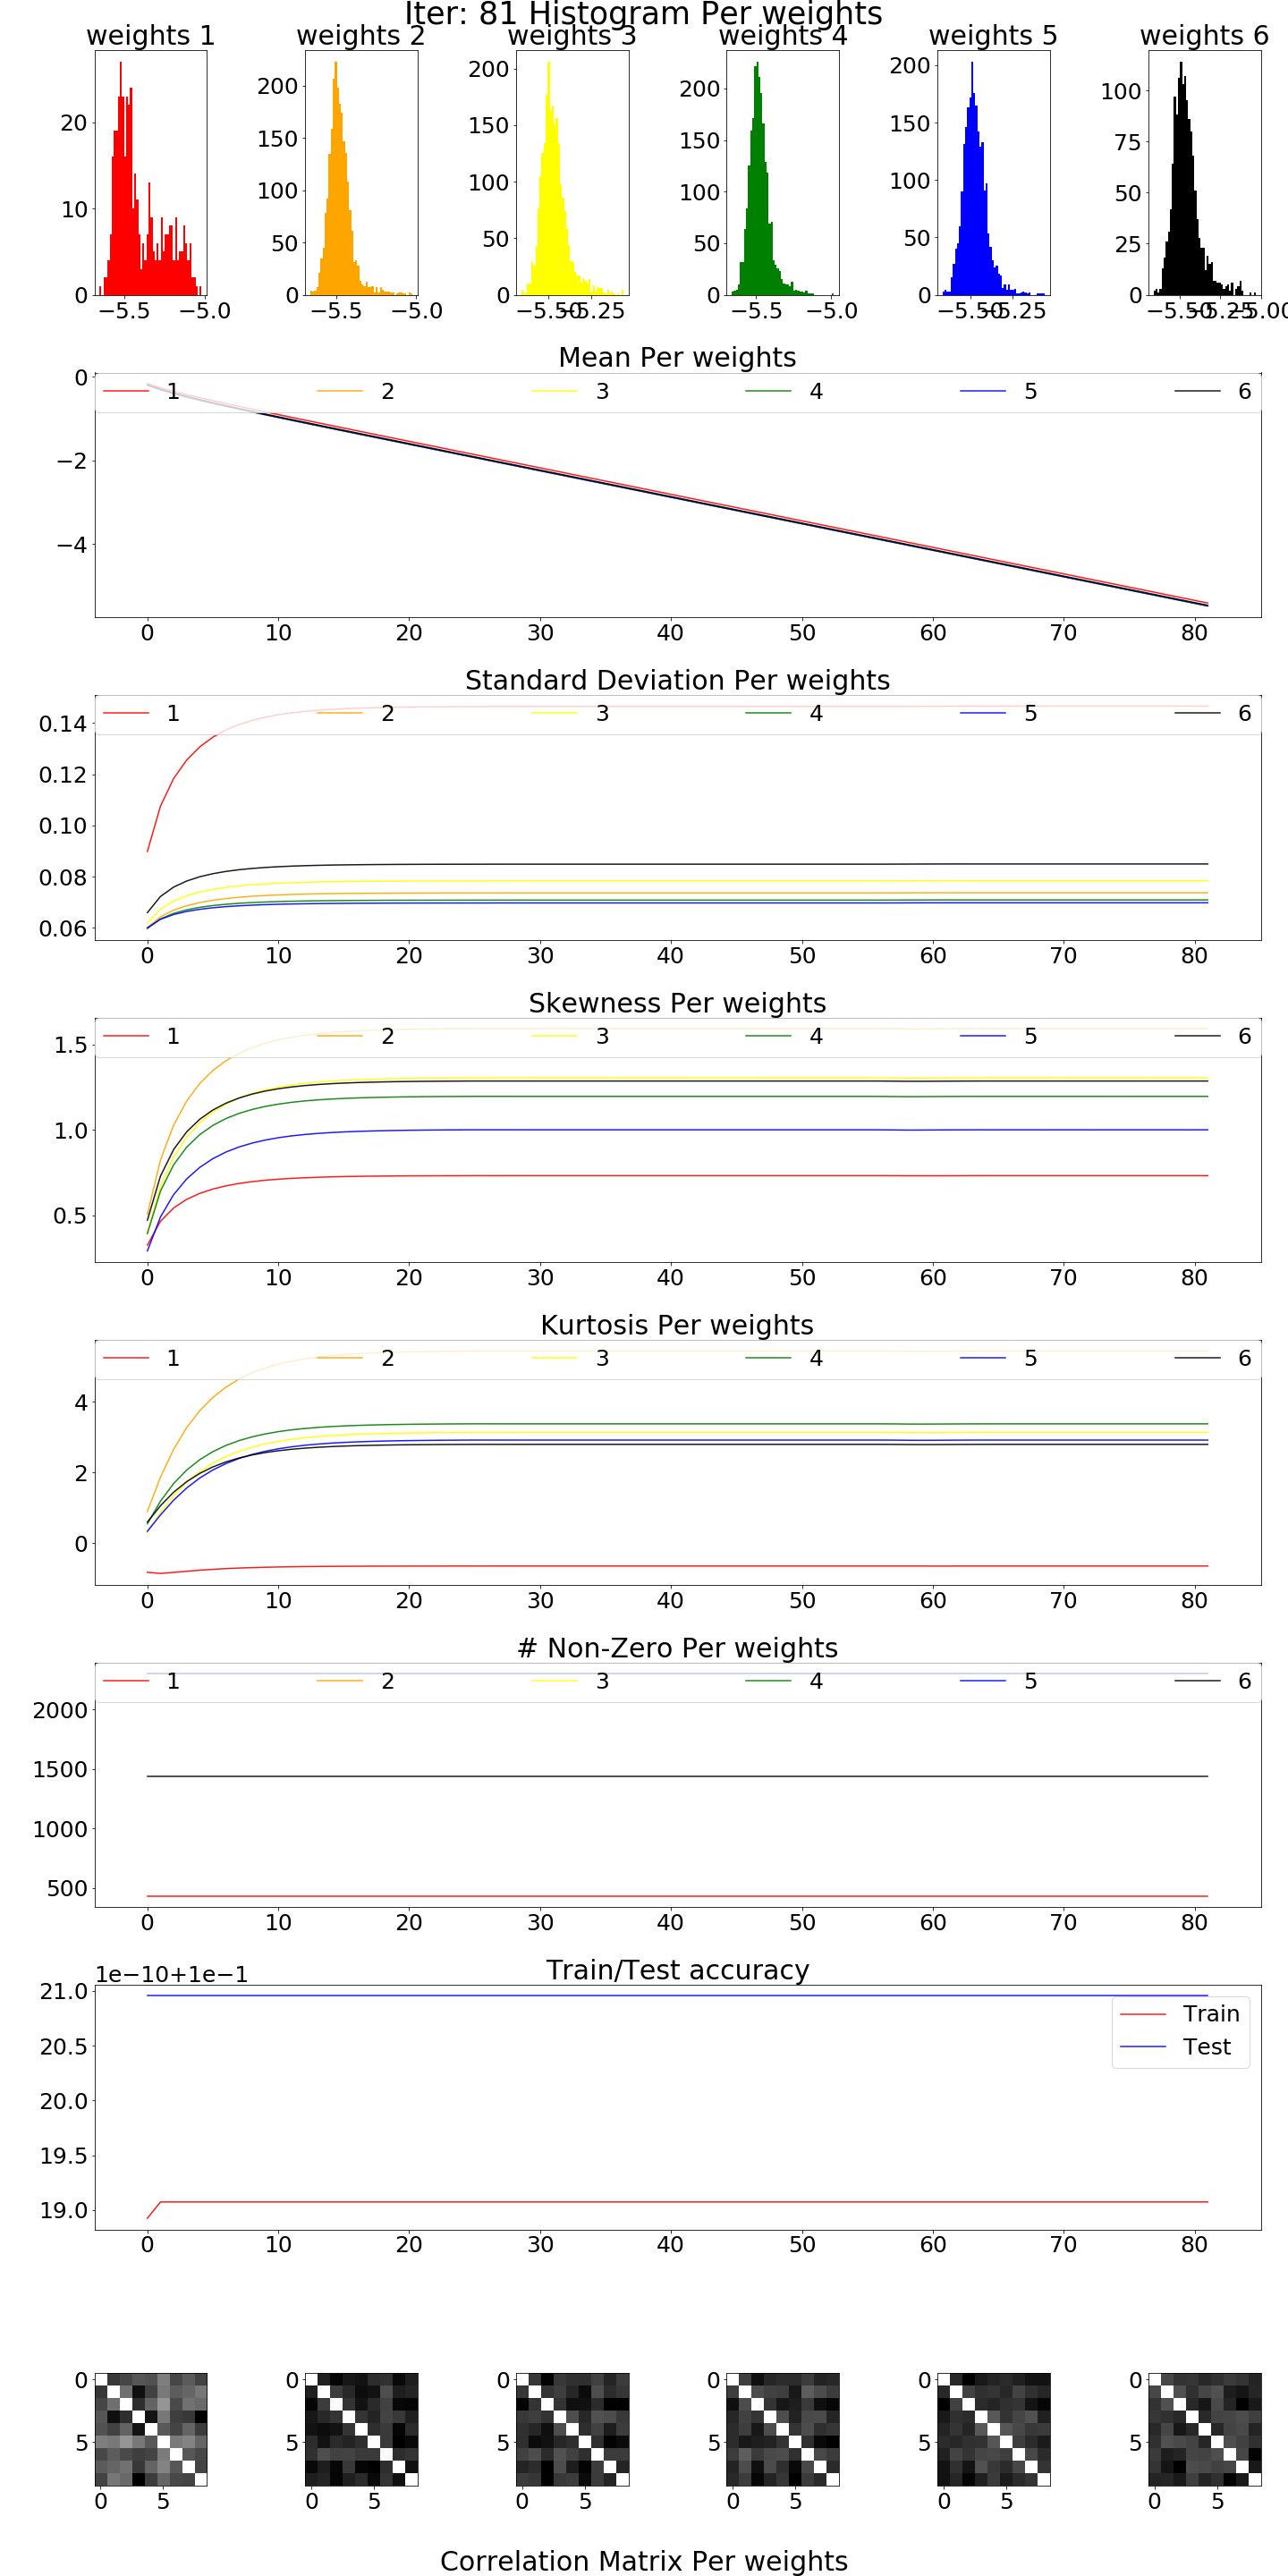 Iter: 81 Histogram Per weights
weights 1 weights 2 weights 3 weights 4 weights 5 weights 6
20
10
0
−5.5 −5.0
200
150
100
50
0
−5.5 −5.0
200
150
100
50
0
−5.50 −5.25
200
150
100
50
0
−5.5 −5.0
200
150
100
50
0
−5.50 −5.25
100
75
50
25
0
−5.50 −5.25 −5.00
Mean Per weights
1 2 3 4 5 6
0
−2
−4
0 10 20 30 40 50 60 70 80
Standard Deviation Per weights
1 2 3 4 5 6
0.14
0.12
0.10
0.08
0.06
0 10 20 30 40 50 60 70 80
Skewness Per weights
1 2 3 4 5 6
1.5
1.0
0.5
0 10 20 30 40 50 60 70 80
Kurtosis Per weights
1 2 3 4 5 6
4
2
0
0 10 20 30 40 50 60 70 80
# Non-Zero Per weights
1 2 3 4 5 6
2000
1500
1000
500
0 10 20 30 40 50 60 70 80
Train/Test accuracy
1e−10+1e−1
21.0
20.5
20.0
19.5
19.0
Train
Test
0 10 20 30 40 50 60 70 80
0 0 0 0 0 0
5 5 5 5 5 5
0 5 0 5 0 5 0 5 0 5 0 5
Correlation Matrix Per weights